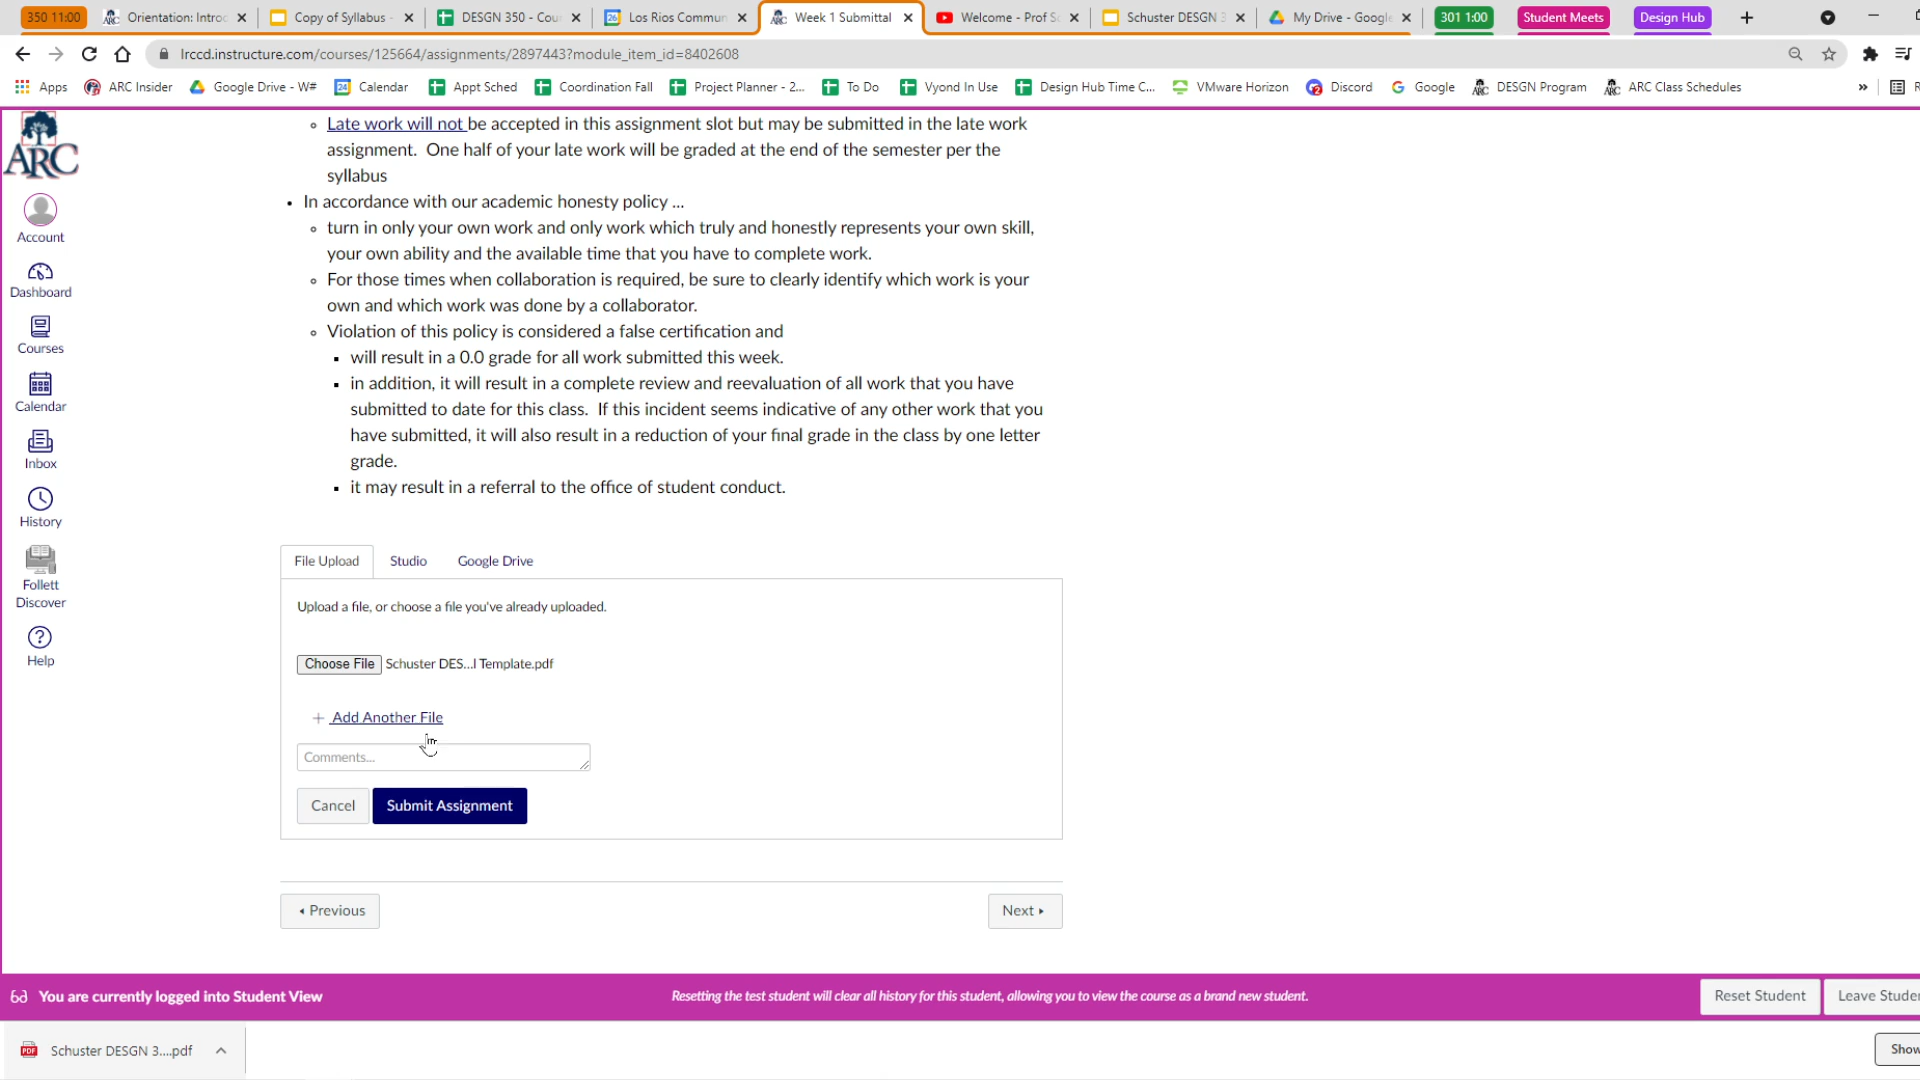 350 11:00
Orientation: Introc
Copy of Syllabus -
DESGN 350 - Cou
Los Rios Commun
Week 1 Submittal
Welcome - Prof Sc
Schuster DESGN 3
My Drive - Google
301 1:00
Student Meets
Design Hub
lrccd.instructure.com/courses/125664/assignments/2897443?module_item_id=8402608
Apps
ARC Insider
Google Drive - W#
Calendar
Appt Sched
Coordination Fall
Project Planner - 2...
To Do
Vyond In Use
Design Hub Time C...
VMware Horizon
Discord
Google
DESGN Program
ARC Class Schedules
»
ARC
Account
Dashboard
Courses
Calendar
Inbox
History
Follett
Discover
Help
Late work will not be accepted in this assignment slot but may be submitted in the late work
assignment. One half of your late work will be graded at the end of the semester per the
syllabus
In accordance with our academic honesty policy ...
turn in only your own work and only work which truly and honestly represents your own skill,
your own ability and the available time that you have to complete work.
For those times when collaboration is required, be sure to clearly identify which work is your
own and which work was done by a collaborator.
Violation of this policy is considered a false certification and
will result in a 0.0 grade for all work submitted this week.
in addition, it will result in a complete review and reevaluation of all work that you have
submitted to date for this class. If this incident seems indicative of any other work that you
have submitted, it will also result in a reduction of your final grade in the class by one letter
grade.
it may result in a referral to the office of student conduct.
File Upload
Studio
Google Drive
Upload a file, or choose a file you've already uploaded.
Choose File Schuster DES...l Template.pdf
+ Add Another File
Comments...
Cancel
Submit Assignment
Previous
Next
You are currently logged into Student View
Resetting the test student will clear all history for this student, allowing you to view the course as a brand new student.
Reset Student
Leave Studen
PDF
Schuster DESGN 3....pdf
Show